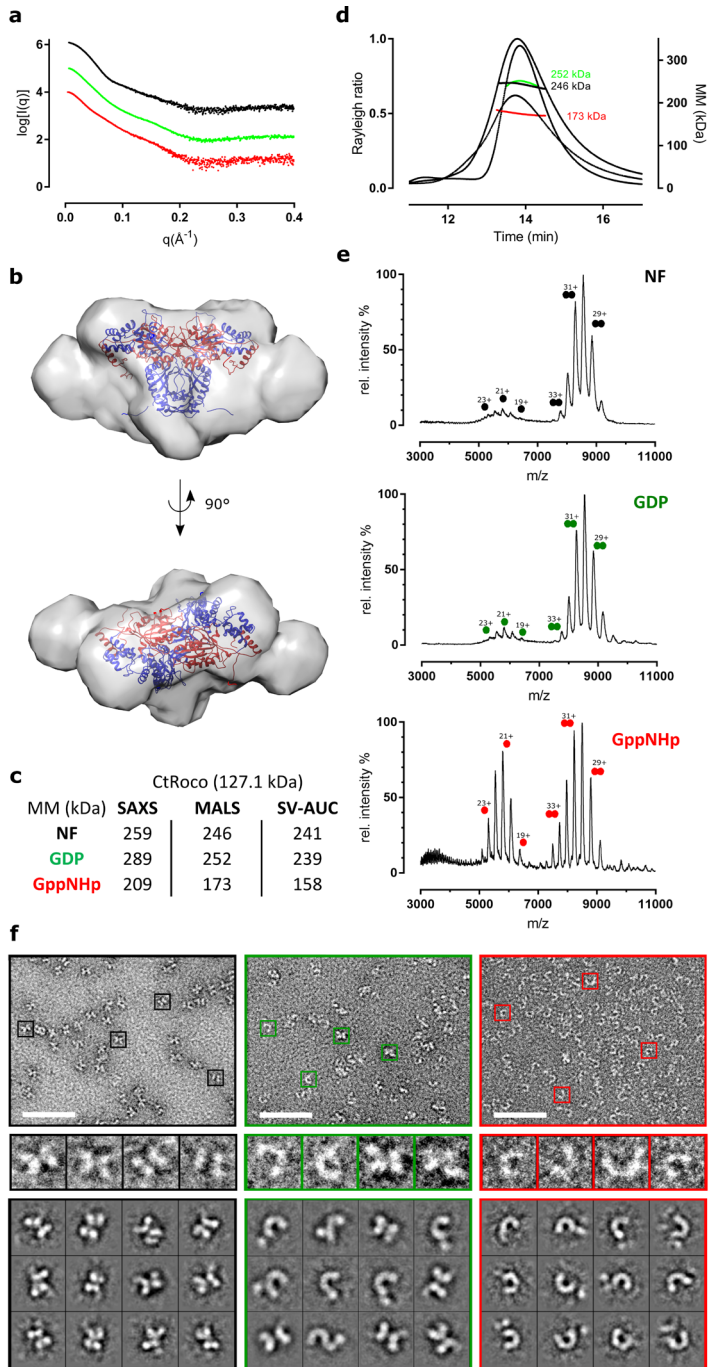 a
6
4
2
0
log[I(q)]
0.0
0.1
0.2
0.3
0.4
q(Å⁻¹)
d
1.0
0.5
0.0
Rayleigh ratio
252 kDa
246 kDa
173 kDa
300
200
100
0
MM (kDa)
12
14
16
Time (min)
b
90°
c
CtRoco (127.1 kDa)
MM (kDa) SAXS MALS SV-AUC
NF 259 246 241
GDP 289 252 239
GppNHp 209 173 158
e
NF
100
50
0
rel. intensity %
23+
21+
19+
33+
31+
29+
3000
5000
7000
9000
11000
m/z
GDP
100
50
0
rel. intensity %
23+
21+
19+
33+
31+
29+
3000
5000
7000
9000
11000
m/z
GppNHp
100
50
0
rel. intensity %
23+
21+
19+
33+
31+
29+
3000
5000
7000
9000
11000
m/z
f